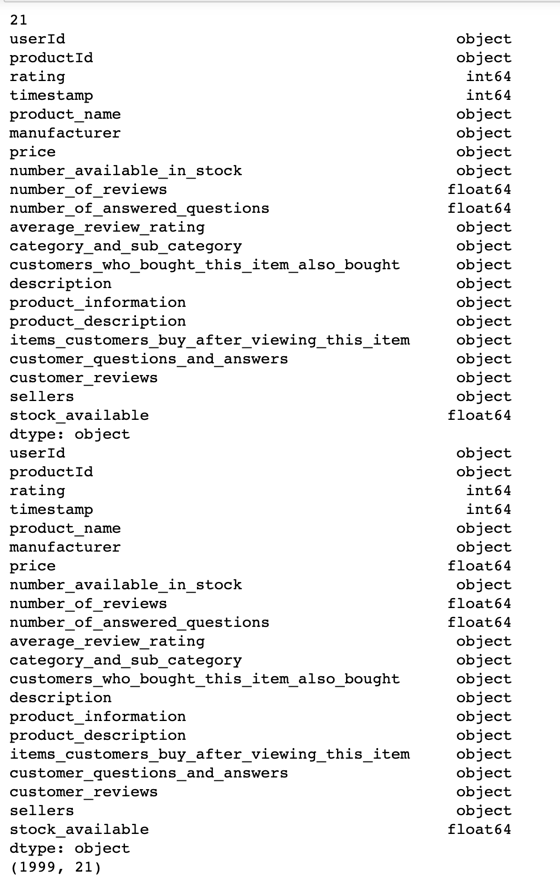 21
userId object
productId object
rating int64
timestamp int64
product_name object
manufacturer object
price object
number_available_in_stock object
number_of_reviews float64
number_of_answered_questions float64
average_review_rating object
category_and_sub_category object
customers_who_bought_this_item_also_bought object
description object
product_information object
product_description object
items_customers_buy_after_viewing_this_item object
customer_questions_and_answers object
customer_reviews object
sellers object
stock_available float64
dtype: object
userId object
productId object
rating int64
timestamp int64
product_name object
manufacturer object
price float64
number_available_in_stock object
number_of_reviews float64
number_of_answered_questions float64
average_review_rating object
category_and_sub_category object
customers_who_bought_this_item_also_bought object
description object
product_information object
product_description object
items_customers_buy_after_viewing_this_item object
customer_questions_and_answers object
customer_reviews object
sellers object
stock_available float64
dtype: object
(1999, 21)